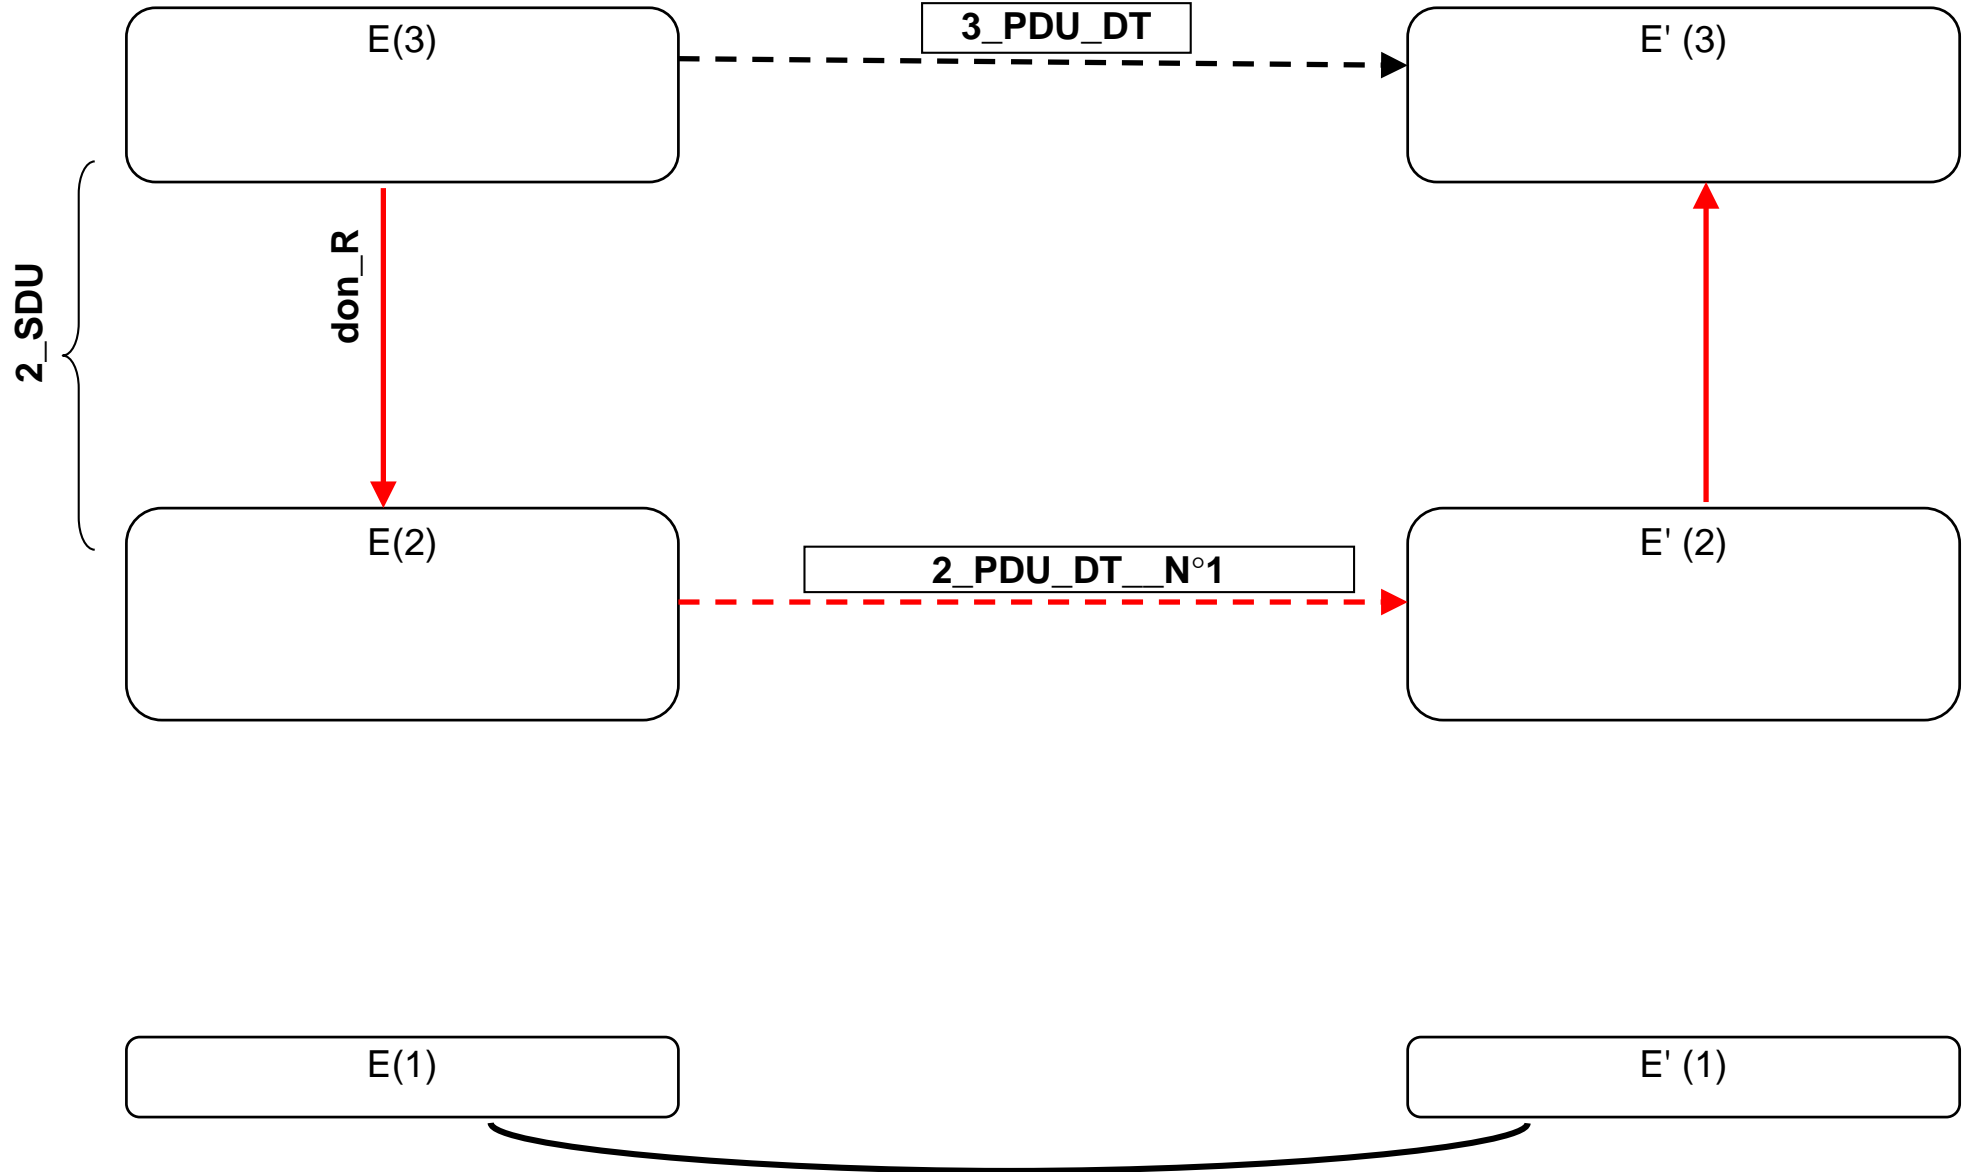 E(3)
3_PDU_DT
E' (3)
2_SDU
don_R
E(2)
2_PDU_DT__N°1
E' (2)
E(1)
E' (1)